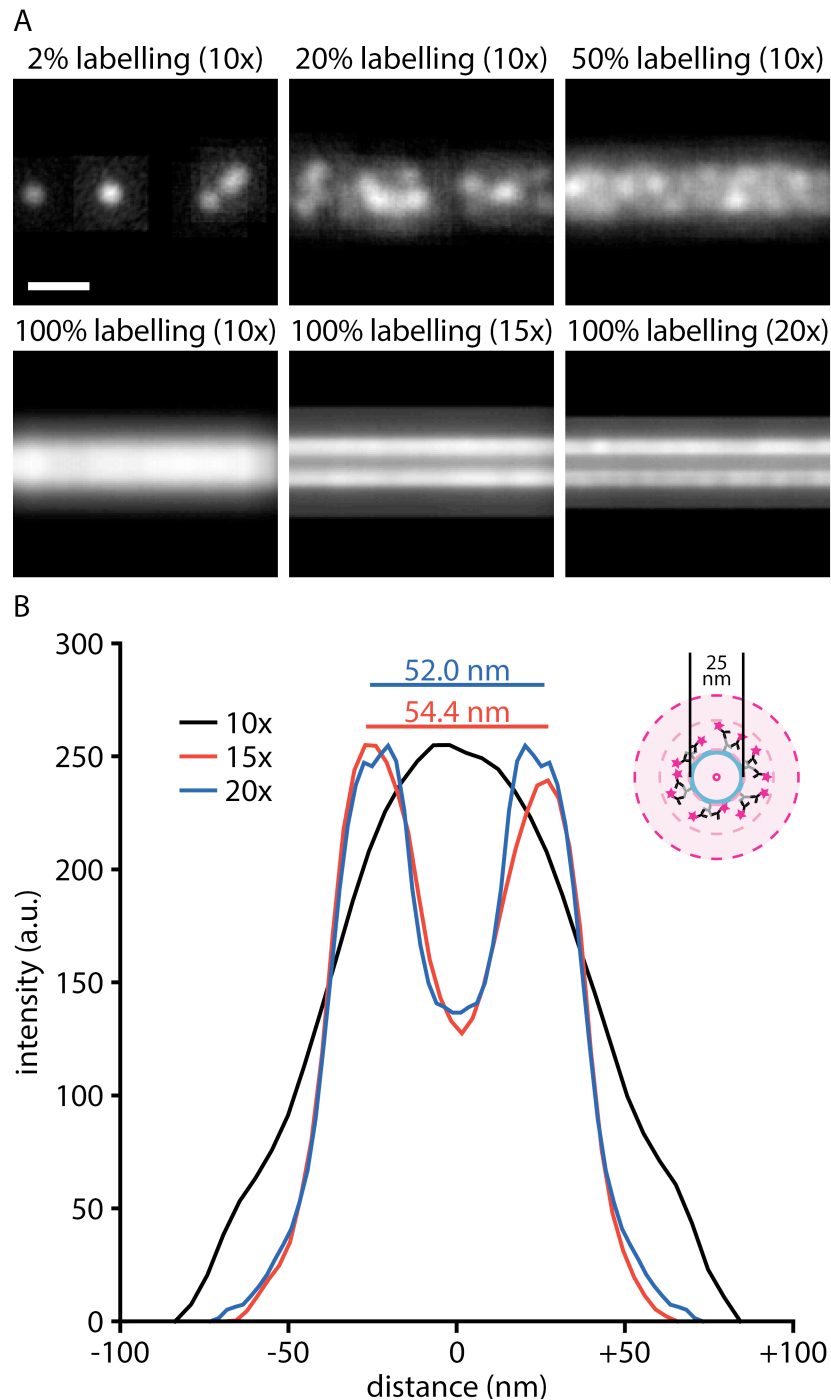 A
2% labelling (10x) 20% labelling (10x) 50% labelling (10x)
100% labelling (10x) 100% labelling (15x) 100% labelling (20x)
B
300
250
200
150
100
50
0
intensity (a.u.)
10x
15x
20x
52.0 nm
54.4 nm
25
nm
-100 -50 0 +50 +100
distance (nm)